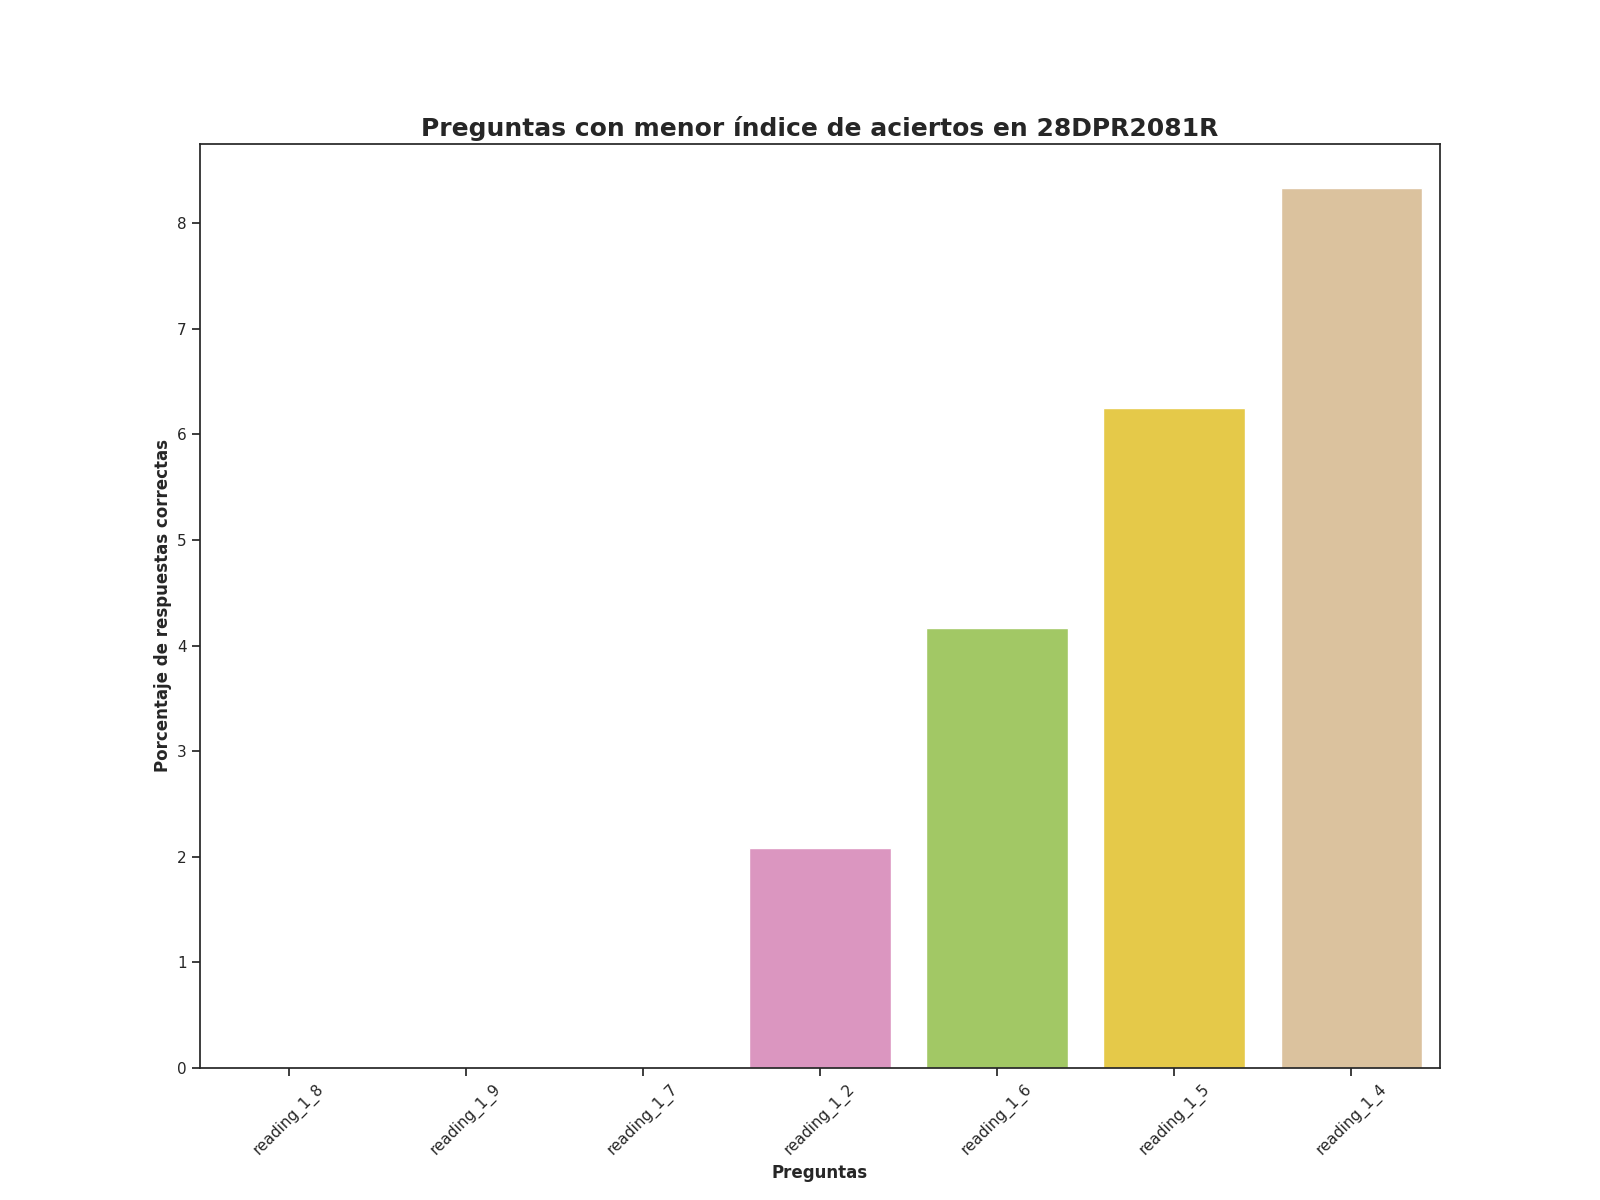 Preguntas con menor índice de aciertos en 28DPR2081R
Porcentaje de respuestas correctas
8
7
6
5
4
3
2
1
0
reading_1_8
reading_1_9
reading_1_7
reading_1_2
reading_1_6
reading_1_5
reading_1_4
Preguntas